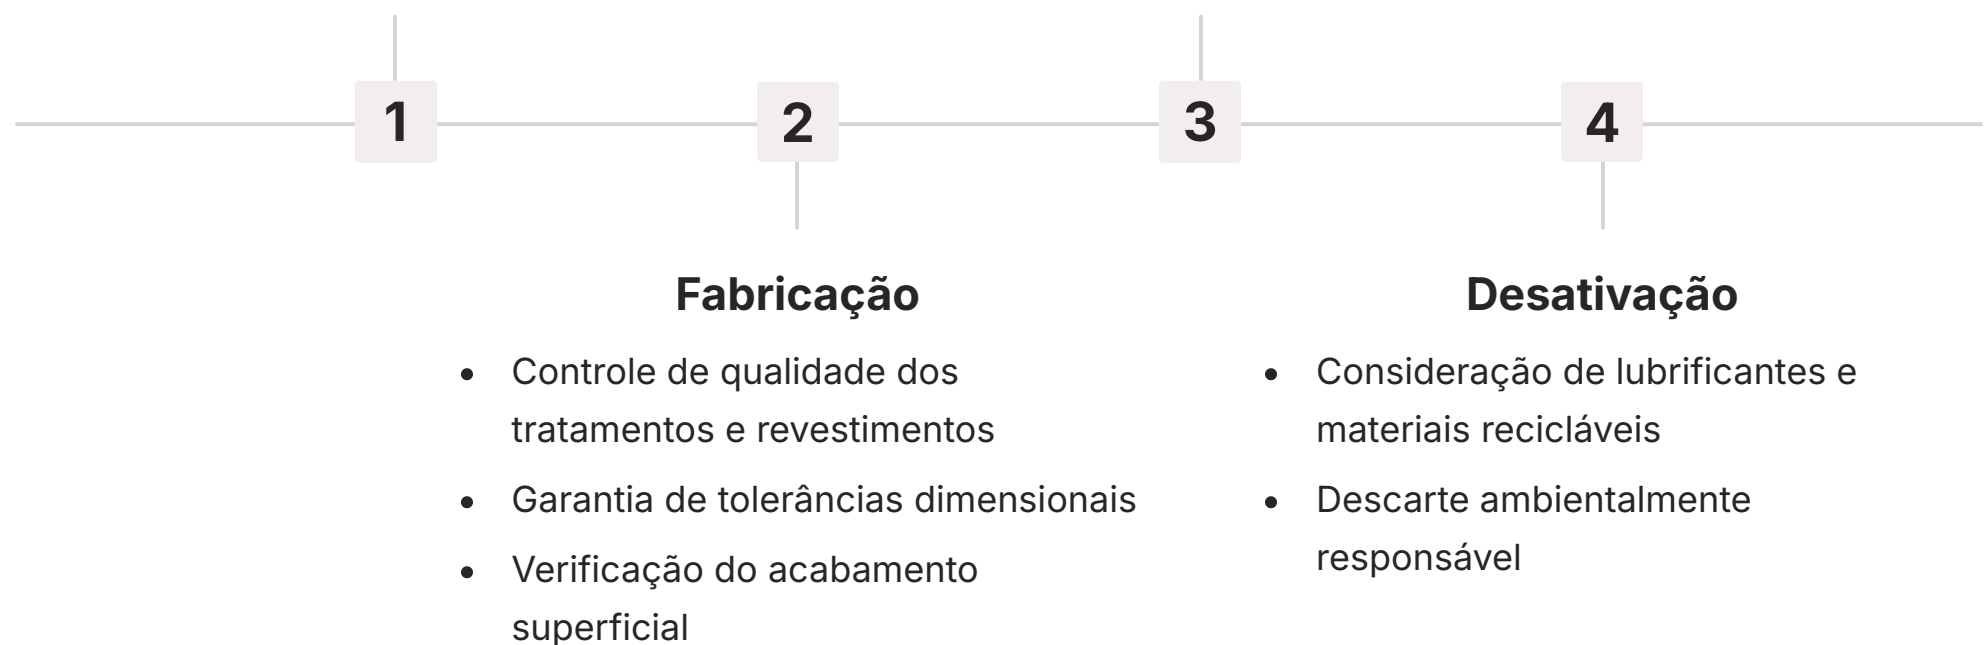 1
2
3
4
Fabricação
Controle de qualidade dos
tratamentos e revestimentos
Garantia de tolerâncias dimensionais
Verificação do acabamento
superficial
Desativação
Consideração de lubrificantes e
materiais recicláveis
Descarte ambientalmente
responsável